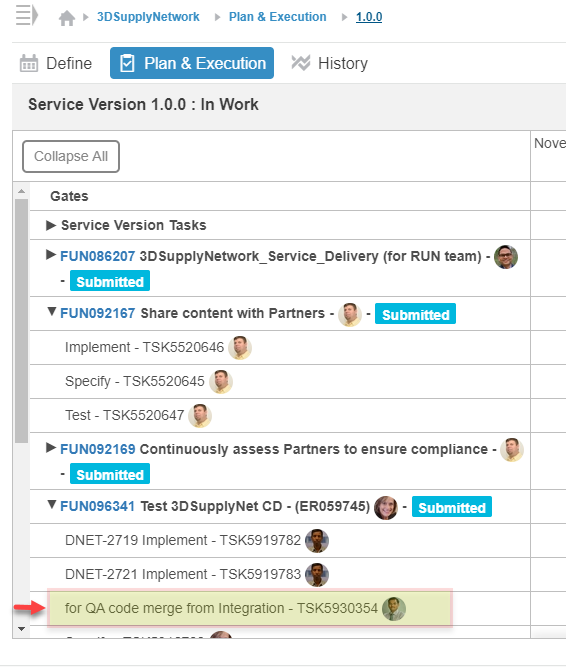 3DSupplyNetwork Plan & Execution 1.0.0
Define Plan & Execution History
Service Version 1.0.0 : In Work
Collapse All
Nove
Gates
Service Version Tasks
FUN086207 3DSupplyNetwork_Service_Delivery (for RUN team) -
- Submitted
FUN092167 Share content with Partners - - Submitted
Implement - TSK5520646
Specify - TSK5520645
Test - TSK5520647
FUN092169 Continuously assess Partners to ensure compliance -
- Submitted
FUN096341 Test 3DSupplyNet CD - (ER059745) - Submitted
DNET-2719 Implement - TSK5919782
DNET-2721 Implement - TSK5919783
for QA code merge from Integration - TSK5930354